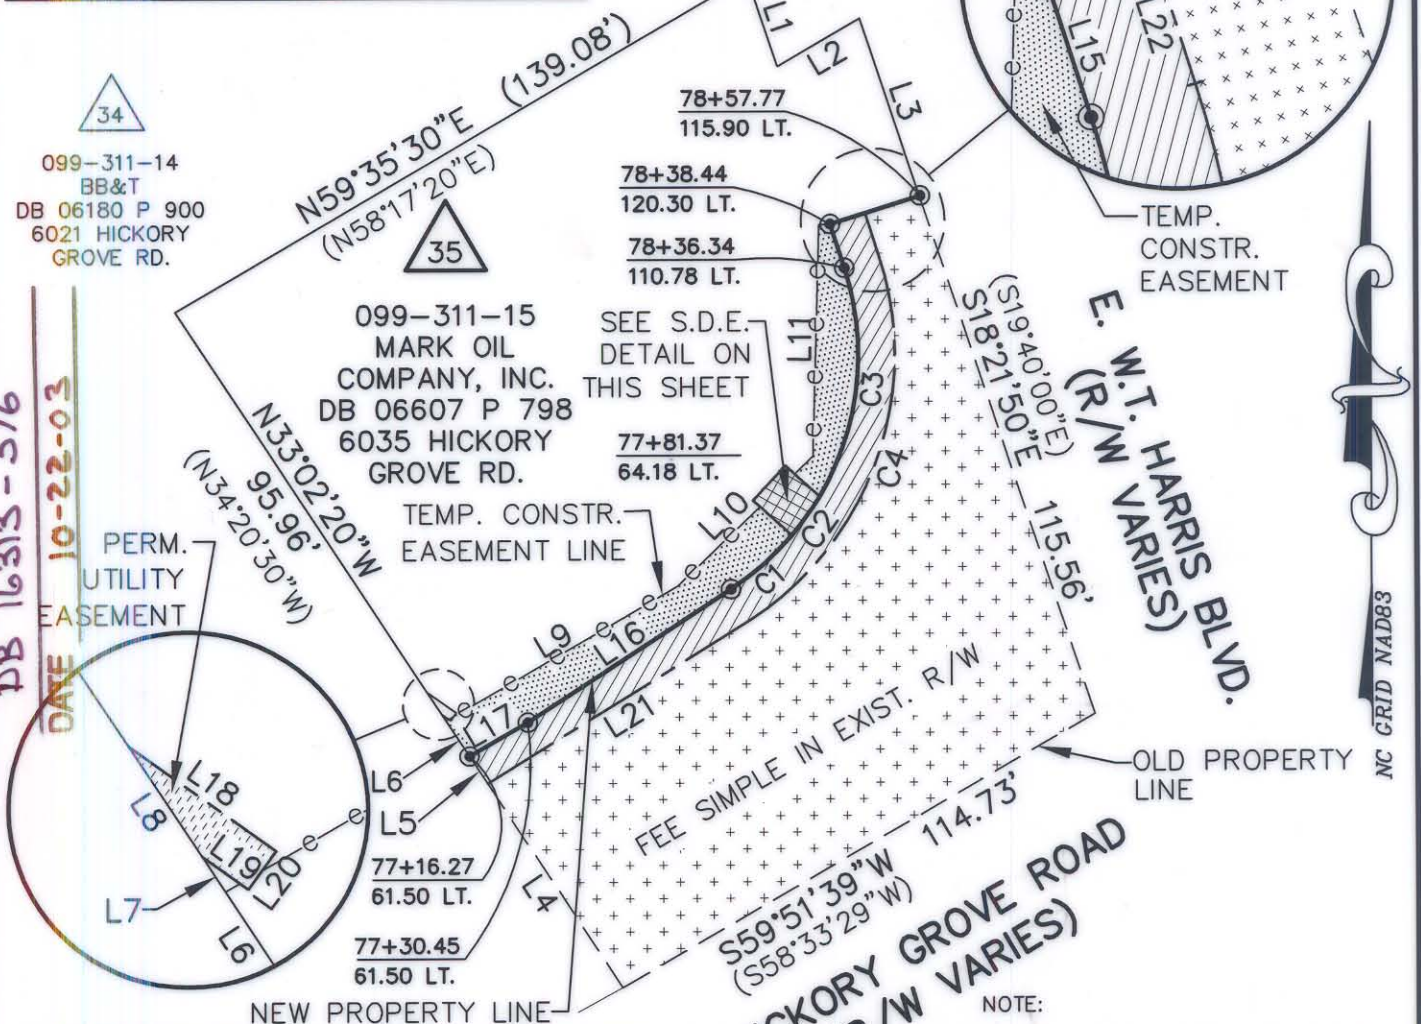 34
099-311-14
BB&T
DB 06180 P 900
6021 HICKORY
GROVE RD.
DB 16313-576
DATE 10-22-03
N59°35'30"E (139.08')
(N58°17'20"E)
35
099-311-15
MARK OIL
COMPANY, INC.
DB 06607 P 798
6035 HICKORY
GROVE RD.
N33°02'20"W
95.96'
(N34°20'30"W)
L1
L2
L3
78+57.77
115.90 LT.
78+38.44
120.30 LT.
78+36.34
110.78 LT.
SEE S.D.E.
DETAIL ON
THIS SHEET
77+81.37
64.18 LT.
L15
L22
TEMP.
CONSTR.
EASEMENT
(S19°40'00"E)
S18°21'50"E 115.56'
E. W.T. HARRIS BLVD.
(R/W VARIES)
NC GRID NAD83
L11
e
e
e
e
C3
C4
L10
C2
C1
e
e
e
e
e
e
e
TEMP. CONSTR.
EASEMENT LINE
L9
L16
L17
L21
PERM.
UTILITY
EASEMENT
L18
L8
L19
L20
e
e
L7
L6
L6
L5
L4
77+16.27
61.50 LT.
77+30.45
61.50 LT.
NEW PROPERTY LINE
FEE SIMPLE IN EXIST. R/W
OLD PROPERTY
LINE
S59°51'39"W 114.73'
(S58°33'29"W)
CKORY GROVE ROAD
/W VARIES)
NOTE: